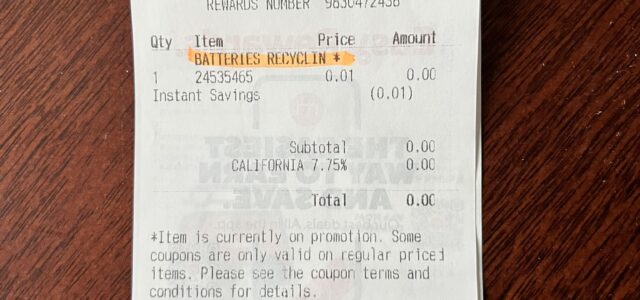 REWARDS NUMBER 9830472438
Qty Item Price Amount
BATTERIES RECYCLIN *
1 24535465 0.01 0.00
Instant Savings (0.01)
Subtotal 0.00
CALIFORNIA 7.75% 0.00
Total 0.00
*Item is currently on promotion. Some
coupons are only valid on regular priced
items. Please see the coupon terms and
conditions for details.